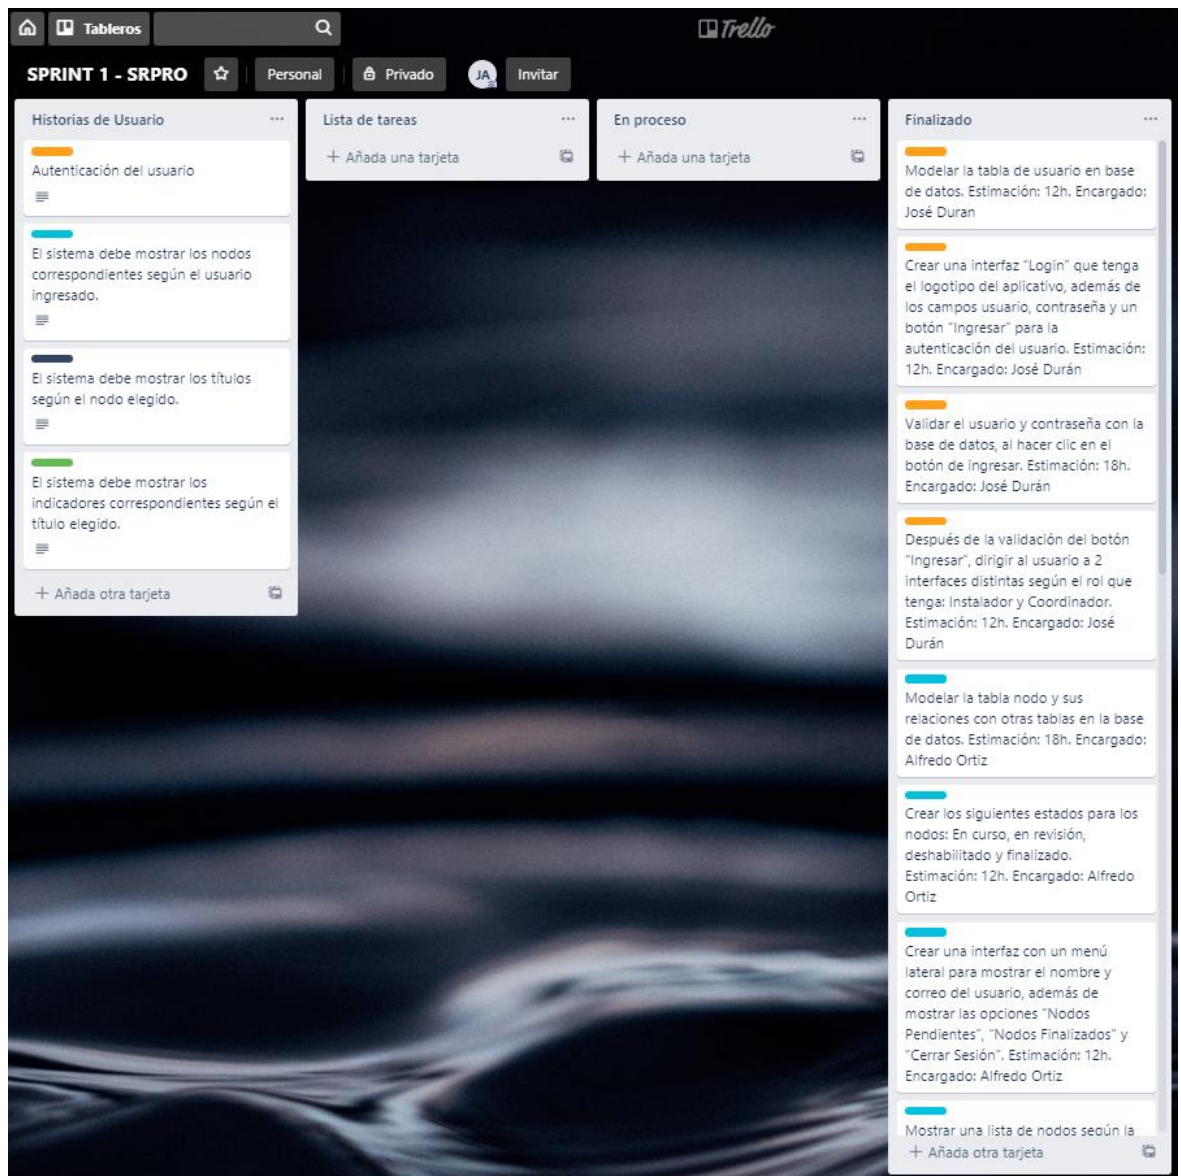 Tableros
Trello
SPRINT 1 - SRPRO
Personal
Privado
JA
Invitar
Historias de Usuario
Autenticación del usuario
El sistema debe mostrar los nodos
correspondientes según el usuario
ingresado.
El sistema debe mostrar los títulos
según el nodo elegido.
El sistema debe mostrar los
indicadores correspondientes según el
título elegido.
+ Añada otra tarjeta
Lista de tareas
+ Añada una tarjeta
En proceso
+ Añada una tarjeta
Finalizado
Modelar la tabla de usuario en base
de datos. Estimación: 12h. Encargado:
José Duran
Crear una interfaz “Login” que tenga
el logotipo del aplicativo, además de
los campos usuario, contraseña y un
botón “Ingresar” para la
autenticación del usuario. Estimación:
12h. Encargado: José Durán
Validar el usuario y contraseña con la
base de datos, al hacer clic en el
botón de ingresar. Estimación: 18h.
Encargado: José Durán
Después de la validación del botón
“Ingresar”, dirigir al usuario a 2
interfaces distintas según el rol que
tenga: Instalador y Coordinador.
Estimación: 12h. Encargado: José
Durán
Modelar la tabla nodo y sus
relaciones con otras tablas en la base
de datos. Estimación: 18h. Encargado:
Alfredo Ortiz
Crear los siguientes estados para los
nodos: En curso, en revisión,
deshabilitado y finalizado.
Estimación: 12h. Encargado: Alfredo
Ortiz
Crear una interfaz con un menú
lateral para mostrar el nombre y
correo del usuario, además de
mostrar las opciones “Nodos
Pendientes”, “Nodos Finalizados” y
“Cerrar Sesión”. Estimación: 12h.
Encargado: Alfredo Ortiz
Mostrar una lista de nodos según la
+ Añada otra tarjeta